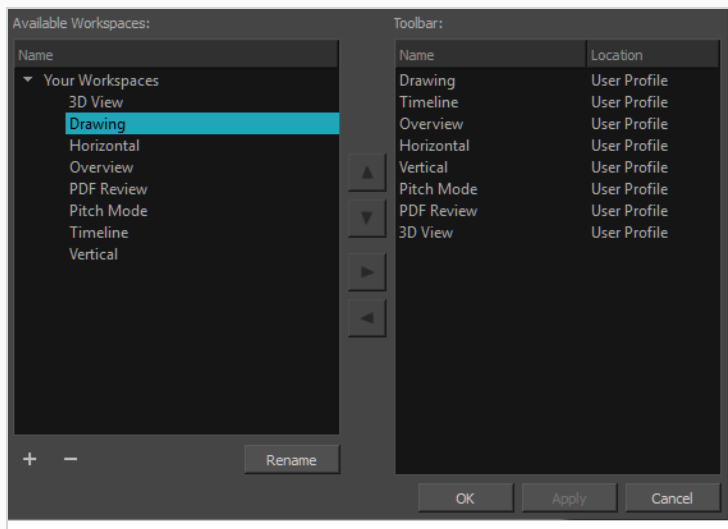 Available Workspaces:
Name
Your Workspaces
3D View
Drawing
Horizontal
Overview
PDF Review
Pitch Mode
Timeline
Vertical
Rename
Toolbar:
Name Location
Drawing User Profile
Timeline User Profile
Overview User Profile
Horizontal User Profile
Vertical User Profile
Pitch Mode User Profile
PDF Review User Profile
3D View User Profile
OK Apply Cancel